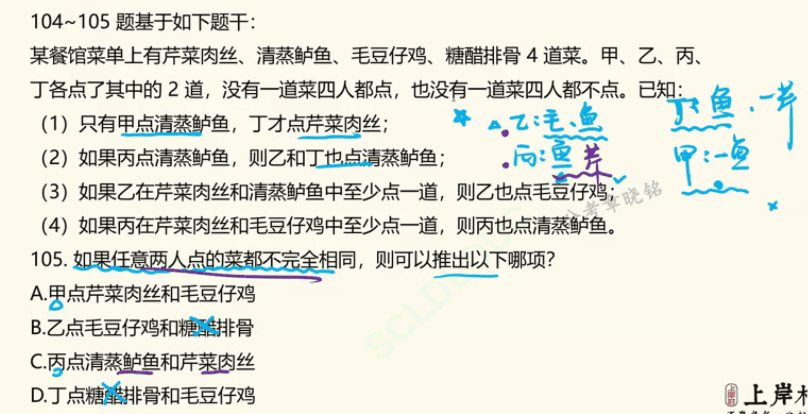 104~105 题基于如下题干：
某餐馆菜单上有芹菜肉丝、清蒸鲈鱼、毛豆仔鸡、糖醋排骨 4 道菜。甲、乙、丙、
丁各点了其中的 2 道，没有一道菜四人都点，也没有一道菜四人都不点。已知：
（1）只有甲点清蒸鲈鱼，丁才点芹菜肉丝；
（2）如果丙点清蒸鲈鱼，则乙和丁也点清蒸鲈鱼；
（3）如果乙在芹菜肉丝和清蒸鲈鱼中至少点一道，则乙也点毛豆仔鸡；
（4）如果丙在芹菜肉丝和毛豆仔鸡中至少点一道，则丙也点清蒸鲈鱼。
乙：毛、鱼
丙：鱼 芹
丁：鱼、一芹
甲：一鱼
105. 如果任意两人点的菜都不完全相同，则可以推出以下哪项？
A.甲点芹菜肉丝和毛豆仔鸡
B.乙点毛豆仔鸡和糖醋排骨
C.丙点清蒸鲈鱼和芹菜肉丝
D.丁点糖醋排骨和毛豆仔鸡
上岸村